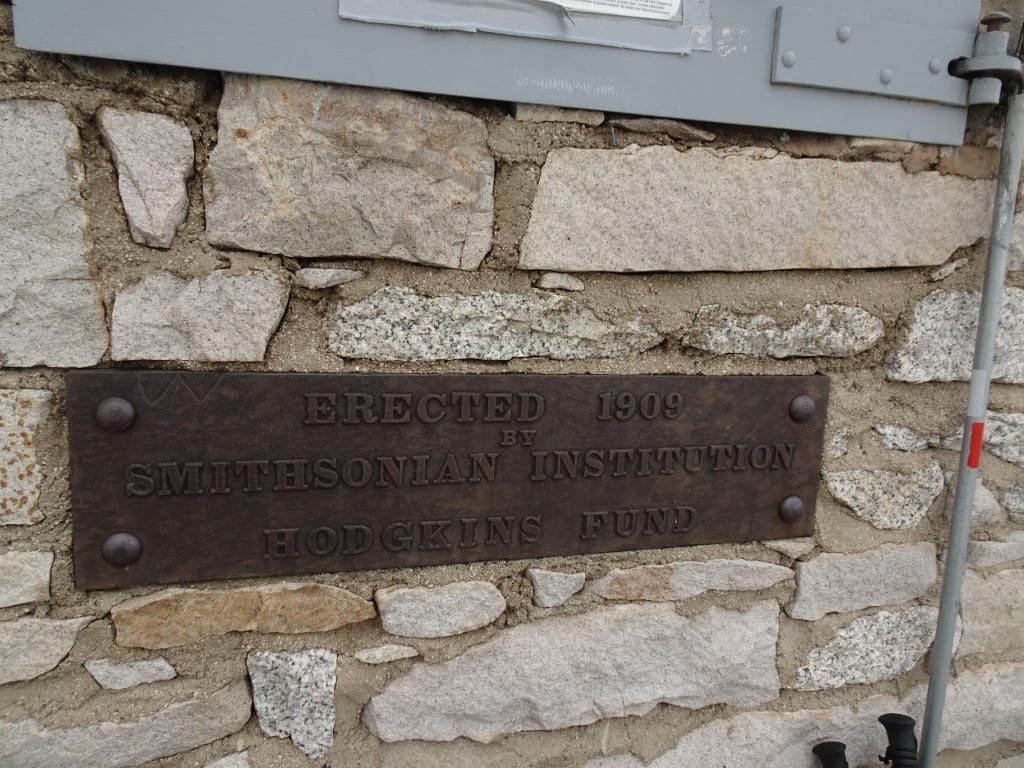 ERECTED 1909
BY
SMITHSONIAN INSTITUTION
HODGKINS FUND